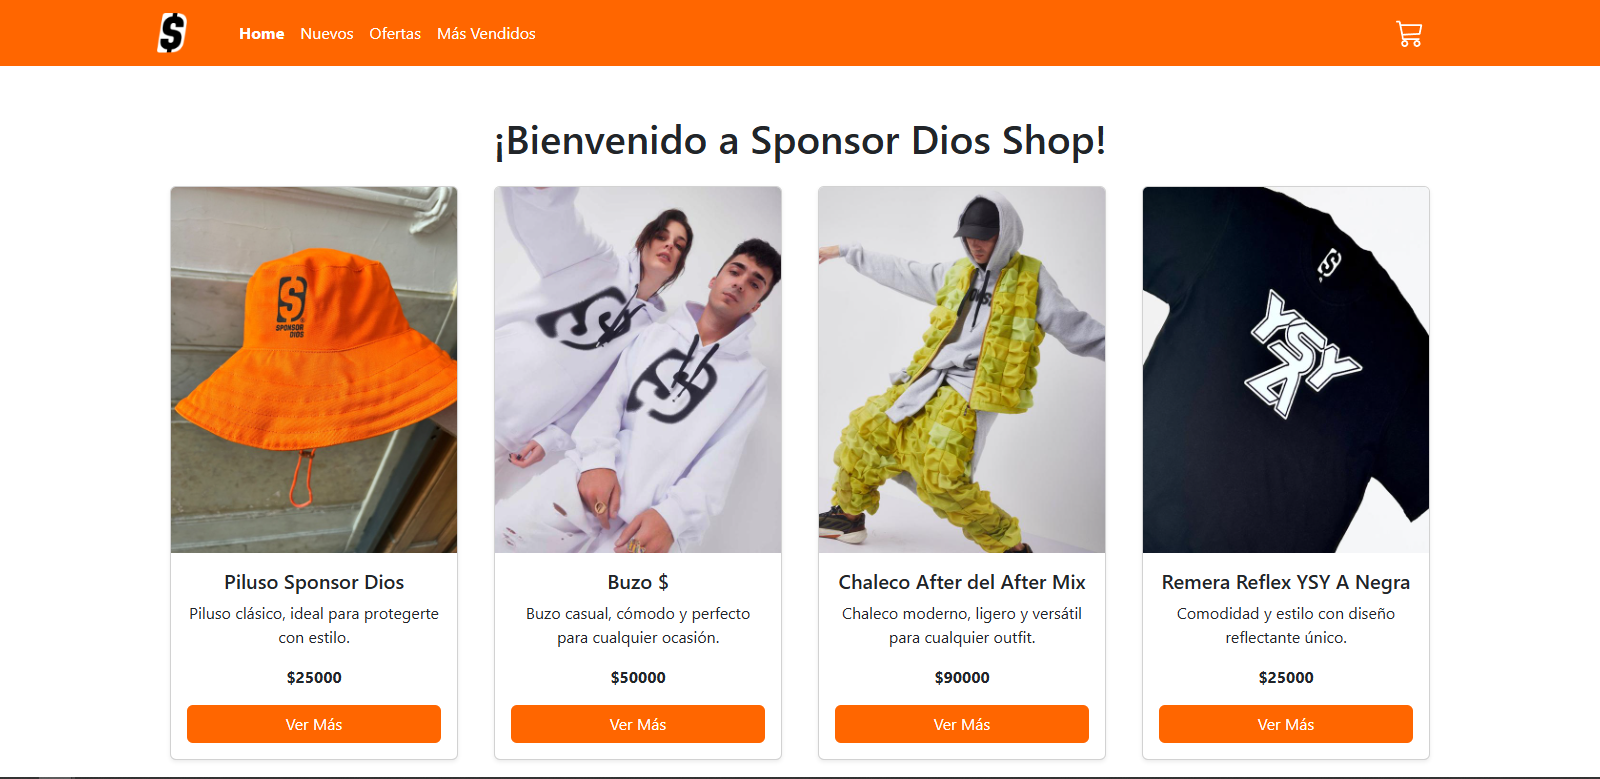 $
Home Nuevos Ofertas Más Vendidos
¡Bienvenido a Sponsor Dios Shop!
$
SPONSOR
DIOS
$
YSY
A
Piluso Sponsor Dios
Piluso clásico, ideal para protegerte
con estilo.
$25000
Ver Más
Buzo $
Buzo casual, cómodo y perfecto
para cualquier ocasión.
$50000
Ver Más
Chaleco After del After Mix
Chaleco moderno, ligero y versátil
para cualquier outfit.
$90000
Ver Más
Remera Reflex YSY A Negra
Comodidad y estilo con diseño
reflectante único.
$25000
Ver Más